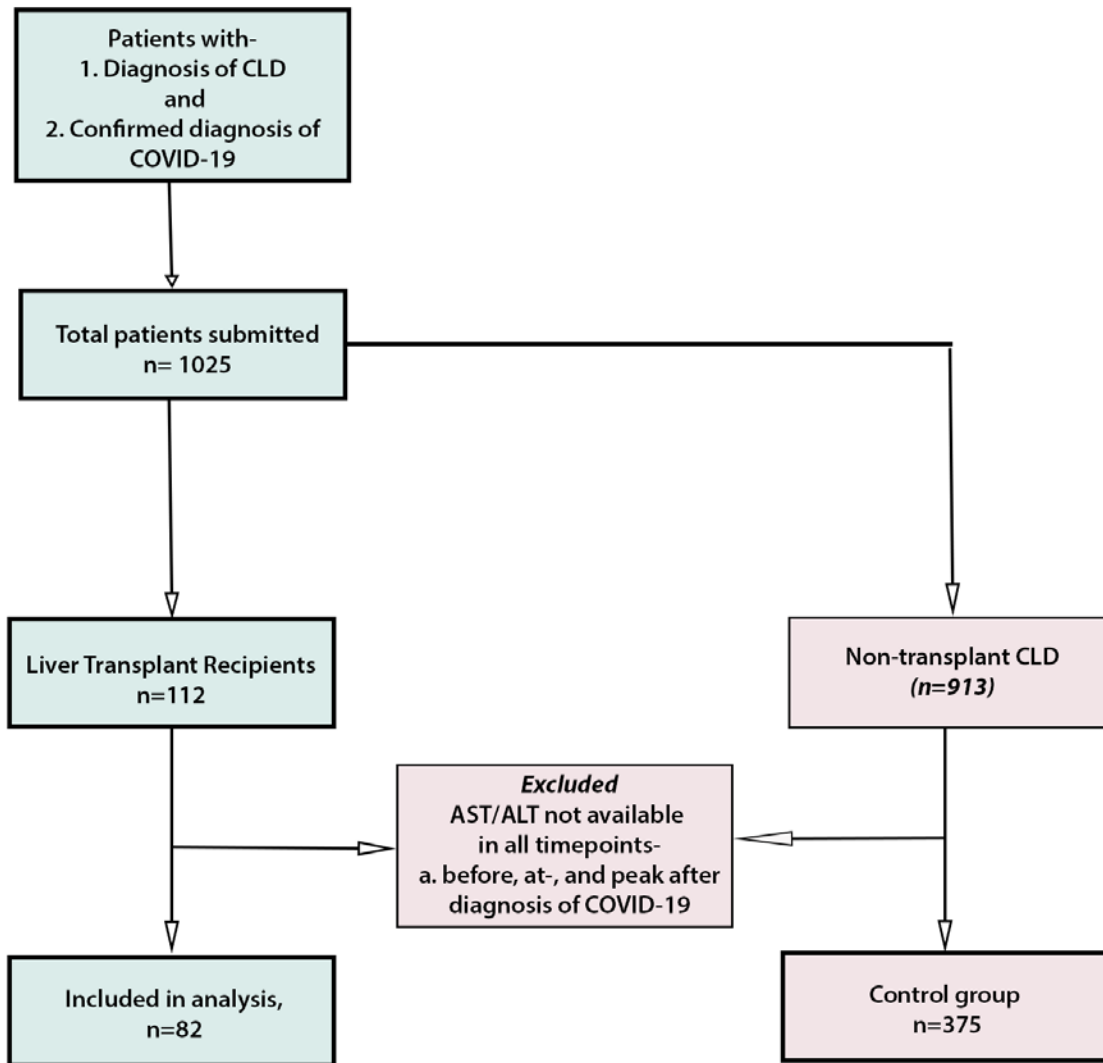 Patients with-
1. Diagnosis of CLD
and
2. Confirmed diagnosis of
COVID-19
Total patients submitted
n= 1025
Liver Transplant Recipients
n=112
Non-transplant CLD
(n=913)
Excluded
AST/ALT not available
in all timepoints-
a. before, at-, and peak after
diagnosis of COVID-19
Included in analysis,
n=82
Control group
n=375